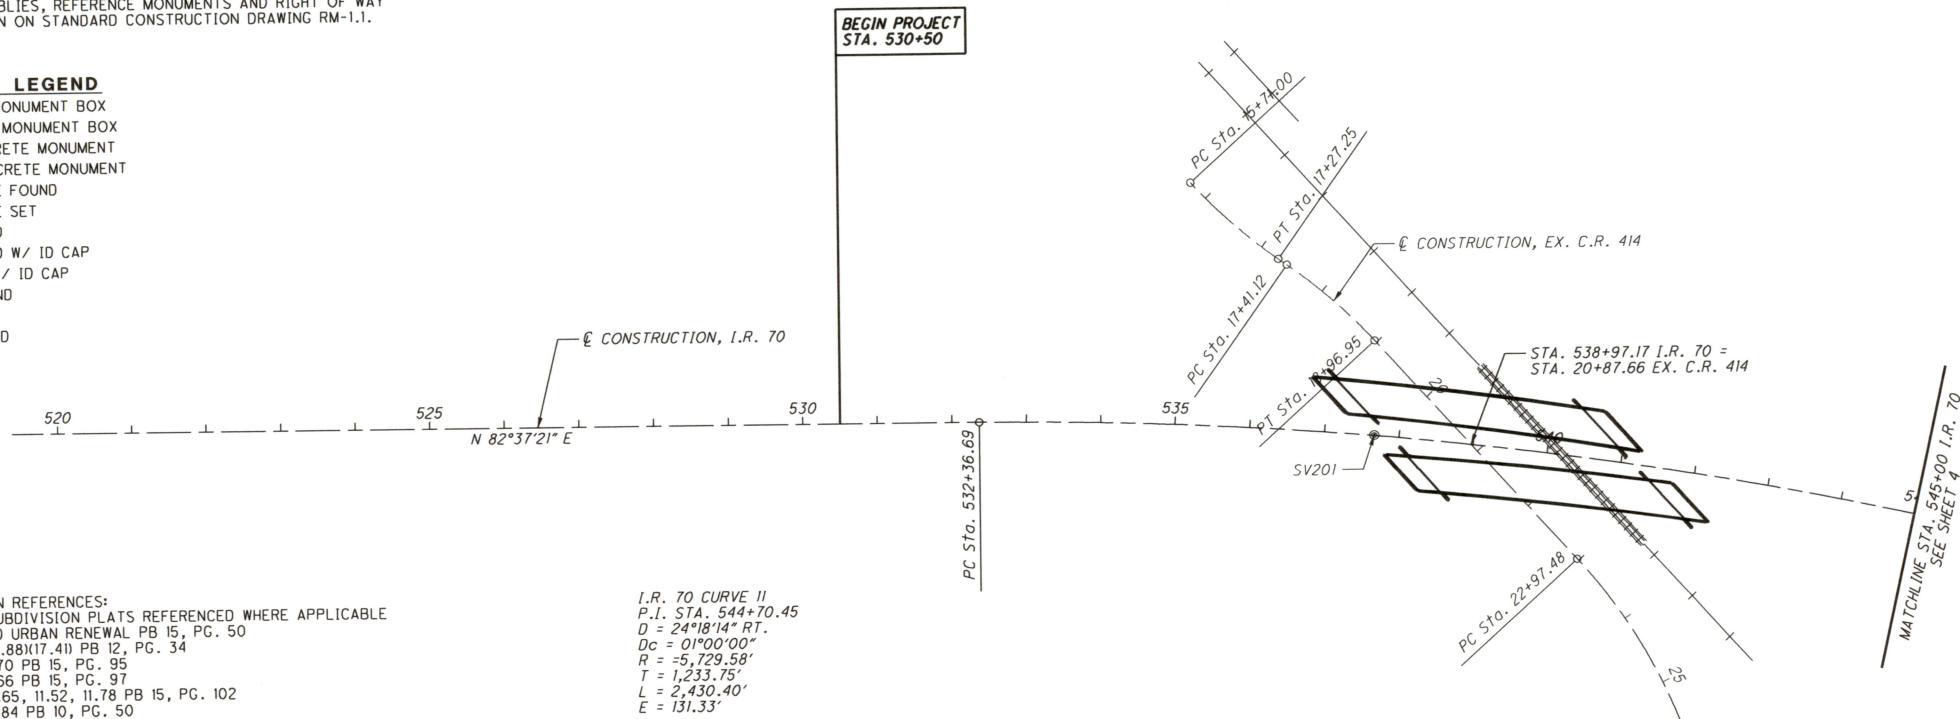 BLIES, REFERENCE MONUMENTS AND RIGHT OF WAY
N ON STANDARD CONSTRUCTION DRAWING RM-1.1.
LEGEND
ONUMENT BOX
MONUMENT BOX
RETE MONUMENT
CRETE MONUMENT
FOUND
SET
D
D W/ ID CAP
/ ID CAP
ND
D
BEGIN PROJECT
STA. 530+50
PC Sta. 15+71.00
PT Sta. 17+27.25
℄ CONSTRUCTION, EX. C.R. 414
PC Sta. 17+41.12
PT Sta. 18+96.95
℄ CONSTRUCTION, I.R. 70
STA. 538+97.17 I.R. 70 =
STA. 20+87.66 EX. C.R. 414
20
520
525
530
535
540
N 82°37'21" E
SV201
PC Sta. 532+36.69
PC Sta. 22+97.48
25
5
MATCHLINE STA. 545+00 I.R. 70
SEE SHEET 4
N REFERENCES:
UBDIVISION PLATS REFERENCED WHERE APPLICABLE
D URBAN RENEWAL PB 15, PG. 50
.88)(17.41) PB 12, PG. 34
70 PB 15, PG. 95
66 PB 15, PG. 97
.65, 11.52, 11.78 PB 15, PG. 102
84 PB 10, PG. 50
I.R. 70 CURVE 11
P.I. STA. 544+70.45
D = 24°18'14" RT.
Dc = 01°00'00"
R = =5,729.58'
T = 1,233.75'
L = 2,430.40'
E = 131.33'